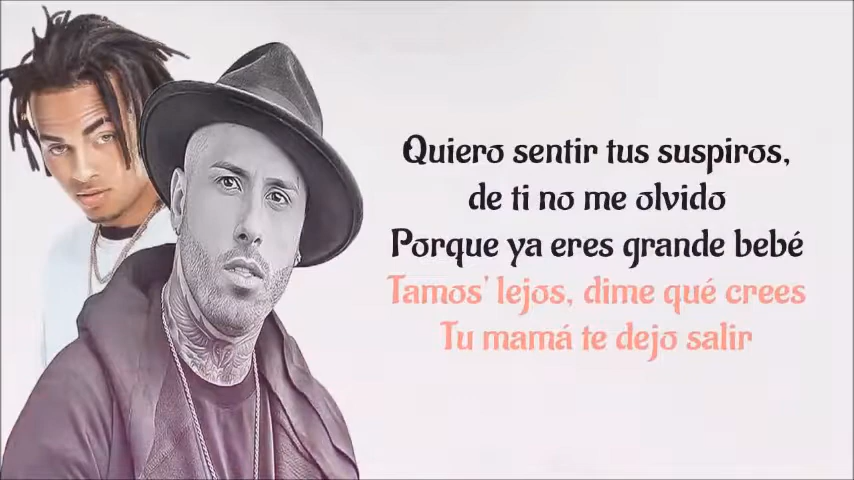 Quiero sentir tus suspiros,
de ti no me olvido
Porque ya eres grande bebé
Tamos' lejos, dime qué crees
Tu mamá te dejo salir